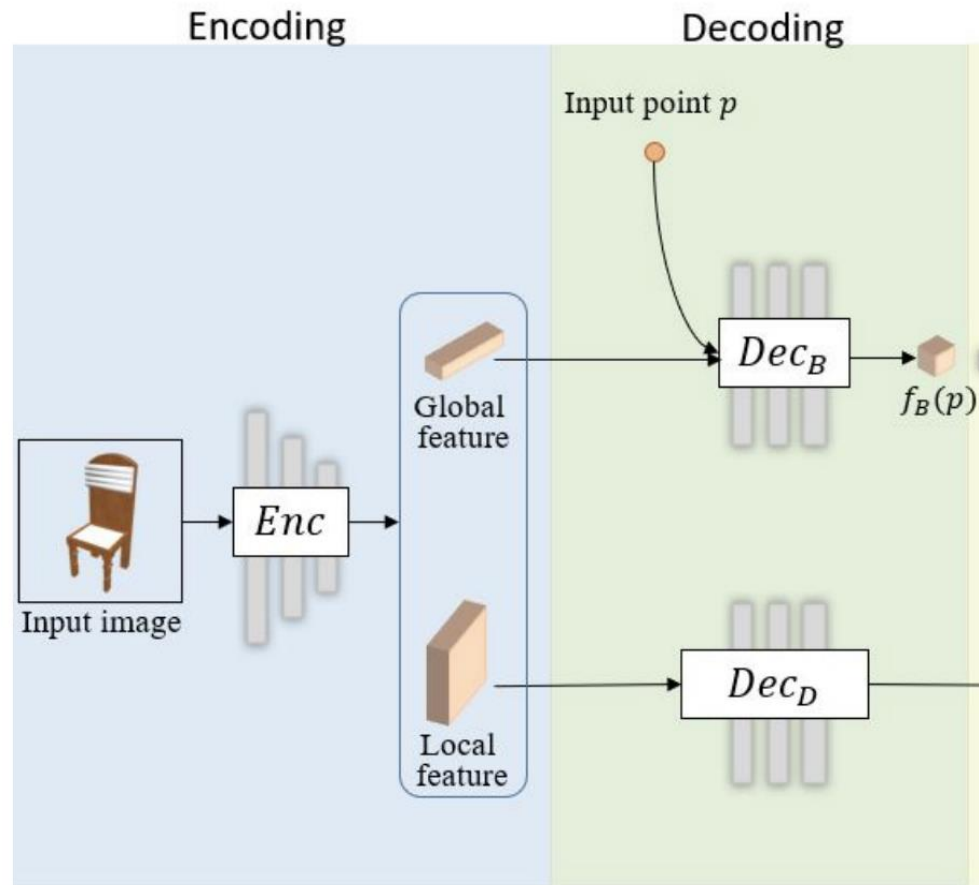 Encoding
Decoding
Input point p
Dec_B
Global
feature
f_B(p)
Enc
Input image
Dec_D
Local
feature